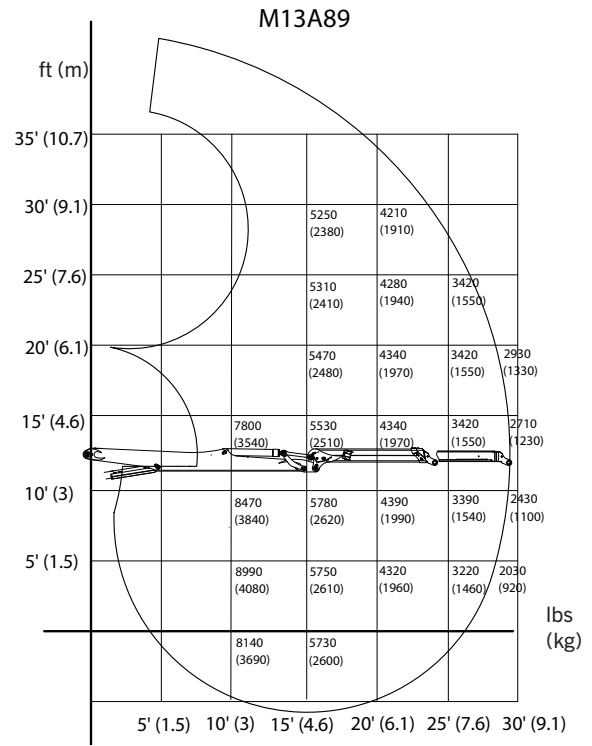 M13A89
ft (m)
35' (10.7)
30' (9.1)
5250 4210
(2380) (1910)
25' (7.6)
5310 4280 3420
(2410) (1940) (1550)
20' (6.1)
5470 4340 3420 2930
(2480) (1970) (1550) (1330)
15' (4.6)
7800 5530 4340 3420 2710
(3540) (2510) (1970) (1550) (1230)
10' (3)
8470 5780 4390 3390 2430
(3840) (2620) (1990) (1540) (1100)
5' (1.5)
8990 5750 4320 3220 2030
(4080) (2610) (1960) (1460) (920)
lbs
(kg)
8140 5730
(3690) (2600)
5' (1.5) 10' (3) 15' (4.6) 20' (6.1) 25' (7.6) 30' (9.1)